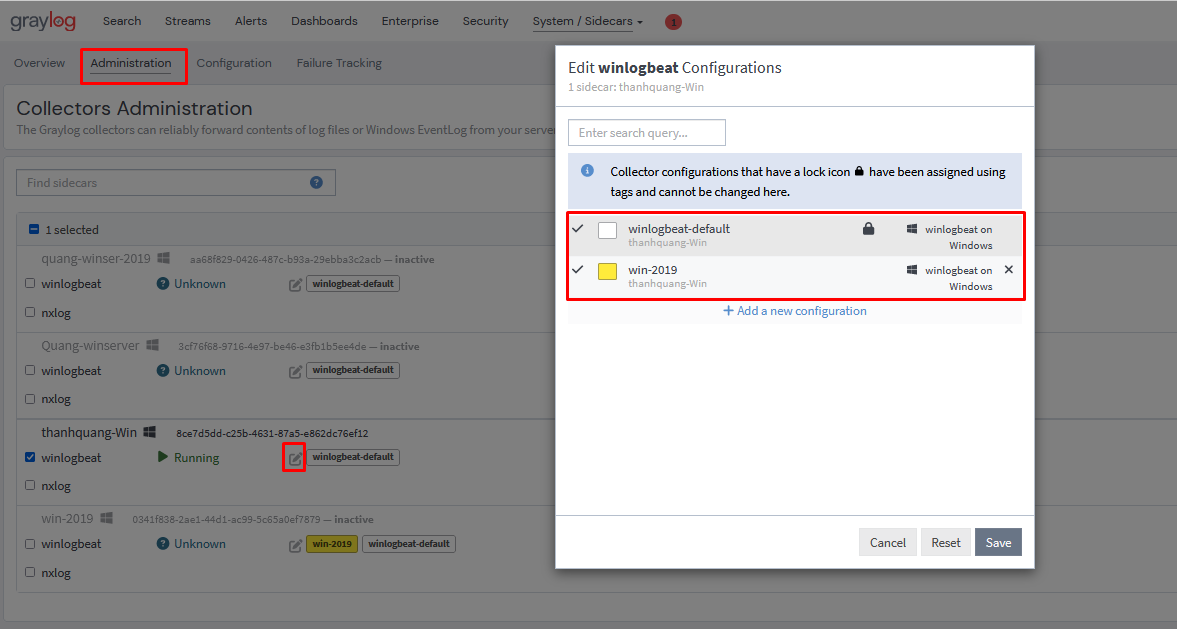 graylog Search Streams Alerts Dashboards Enterprise Security System / Sidecars 1
Overview Administration Configuration Failure Tracking
Collectors Administration
The Graylog collectors can reliably forward contents of log files or Windows EventLog from your serve
Find sidecars ?
1 selected
quang-winser-2019 aa68f829-0426-487c-b93a-29ebba3c2acb — inactive
winlogbeat ? Unknown winlogbeat-default
nxlog
Quang-winserver 3cf76f68-9716-4e97-be46-e3fb1b5ee4de — inactive
winlogbeat ? Unknown winlogbeat-default
nxlog
thanhquang-Win 8ce7d5dd-c25b-4631-87a5-e862dc76ef12
winlogbeat Running winlogbeat-default
nxlog
win-2019 0341f838-2ae1-44d1-ac99-5c65a0ef7879 — inactive
winlogbeat ? Unknown win-2019 winlogbeat-default
nxlog
Edit winlogbeat Configurations
1 sidecar: thanhquang-Win
Enter search query...
Collector configurations that have a lock icon have been assigned using
tags and cannot be changed here.
winlogbeat-default winlogbeat on
thanhquang-Win Windows
win-2019 winlogbeat on
thanhquang-Win Windows
+ Add a new configuration
Cancel Reset Save